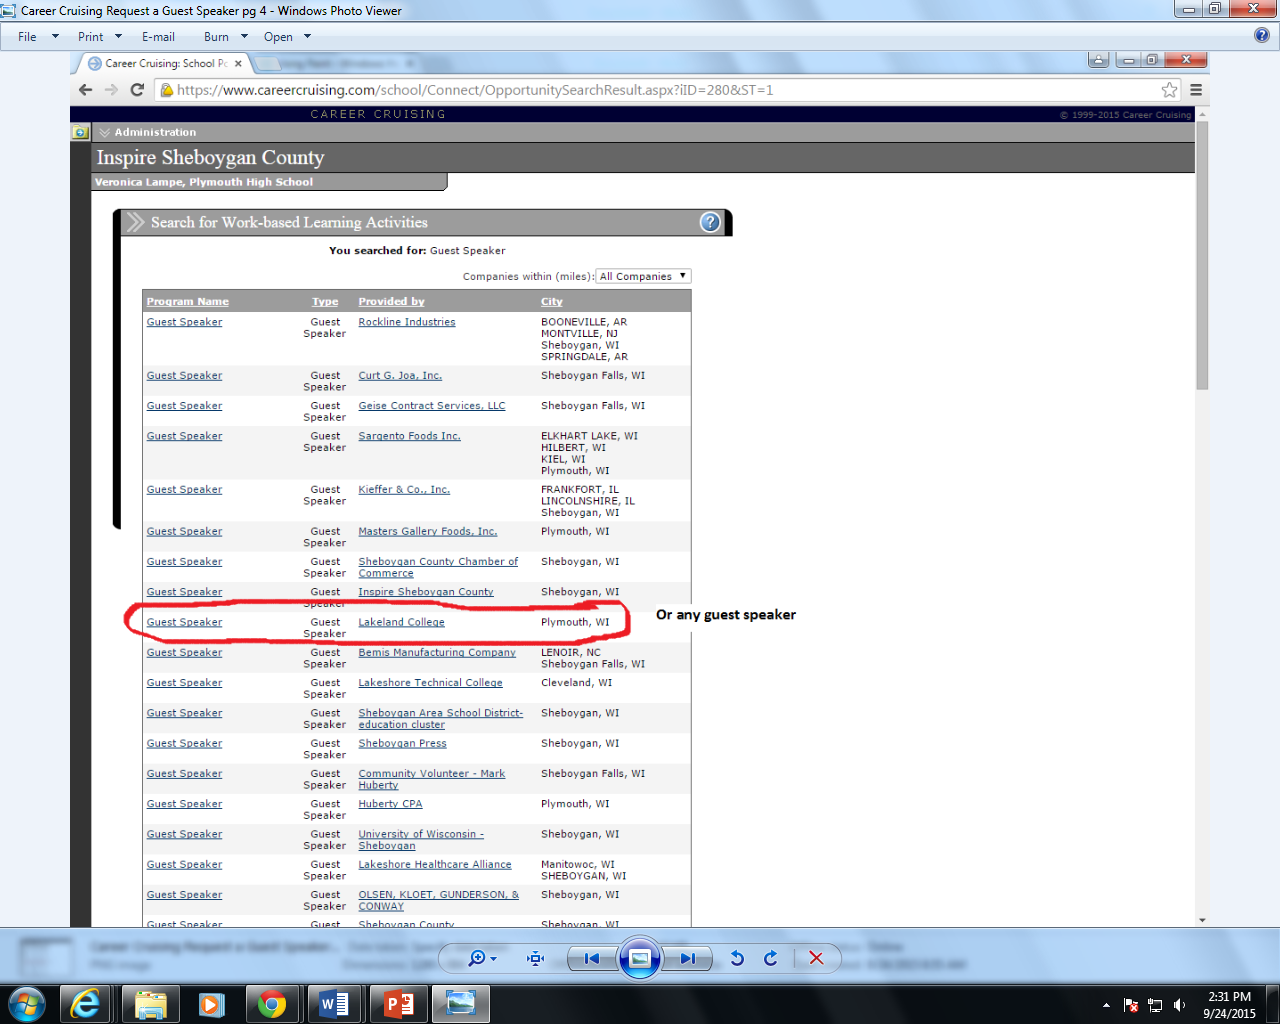 Career Cruising Request a Guest Speaker pg 4 - Windows Photo Viewer
File Print E-mail Burn Open
Career Cruising: School Po
https://www.careercruising.com/school/Connect/OpportunitySearchResult.aspx?iID=280&ST=1
CAREER CRUISING © 1999-2015 Career Cruising
Administration
Inspire Sheboygan County
Veronica Lampe, Plymouth High School
Search for Work-based Learning Activities
You searched for: Guest Speaker
Companies within (miles): All Companies
Program Name Type Provided by City
Guest Speaker Guest Rockline Industries BOONEVILLE, AR
Speaker MONTVILLE, NJ
Sheboygan, WI
SPRINGDALE, AR
Guest Speaker Guest Curt G. Joa, Inc. Sheboygan Falls, WI
Speaker
Guest Speaker Guest Geise Contract Services, LLC Sheboygan Falls, WI
Speaker
Guest Speaker Guest Sargento Foods Inc. ELKHART LAKE, WI
Speaker HILBERT, WI
KIEL, WI
Plymouth, WI
Guest Speaker Guest Kieffer & Co., Inc. FRANKFORT, IL
Speaker LINCOLNSHIRE, IL
Sheboygan, WI
Guest Speaker Guest Masters Gallery Foods, Inc. Plymouth, WI
Speaker
Guest Speaker Guest Sheboygan County Chamber of Sheboygan, WI
Speaker Commerce
Guest Speaker Guest Inspire Sheboygan County Sheboygan, WI
Speaker
Or any guest speaker
Guest Speaker Guest Lakeland College Plymouth, WI
Speaker
Guest Speaker Guest Bemis Manufacturing Company LENOIR, NC
Speaker Sheboygan Falls, WI
Guest Speaker Guest Lakeshore Technical College Cleveland, WI
Speaker
Guest Speaker Guest Sheboygan Area School District- Sheboygan, WI
Speaker education cluster
Guest Speaker Guest Sheboygan Press Sheboygan, WI
Speaker
Guest Speaker Guest Community Volunteer - Mark Sheboygan Falls, WI
Speaker Huberty
Guest Speaker Guest Huberty CPA Plymouth, WI
Speaker
Guest Speaker Guest University of Wisconsin - Sheboygan, WI
Speaker Sheboygan
Guest Speaker Guest Lakeshore Healthcare Alliance Manitowoc, WI
Speaker SHEBOYGAN, WI
Guest Speaker Guest OLSEN, KLOET, GUNDERSON, & Sheboygan, WI
Speaker CONWAY
Guest Speaker Guest Sheboygan County Sheboygan, WI
2:31 PM
9/24/2015